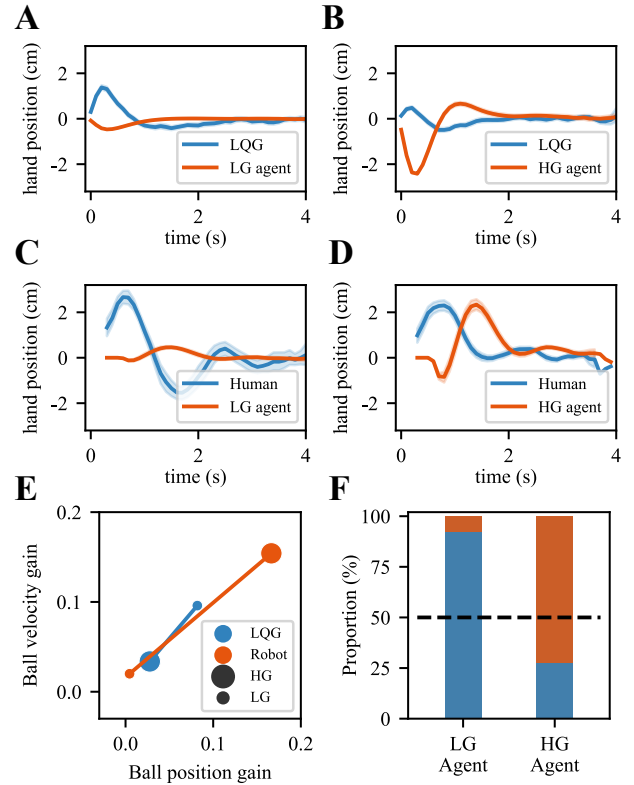 A
B
hand position (cm)
2
0
-2
LQG
LG agent
0
2
4
time (s)
hand position (cm)
2
0
-2
LQG
HG agent
0
2
4
time (s)
C
D
hand position (cm)
2
0
-2
Human
LG agent
0
2
4
time (s)
hand position (cm)
2
0
-2
Human
HG agent
0
2
4
time (s)
E
F
Ball velocity gain
0.2
0.1
0.0
LQG
Robot
HG
LG
0.0
0.1
0.2
Ball position gain
Proportion (%)
100
75
50
25
0
LG
Agent
HG
Agent